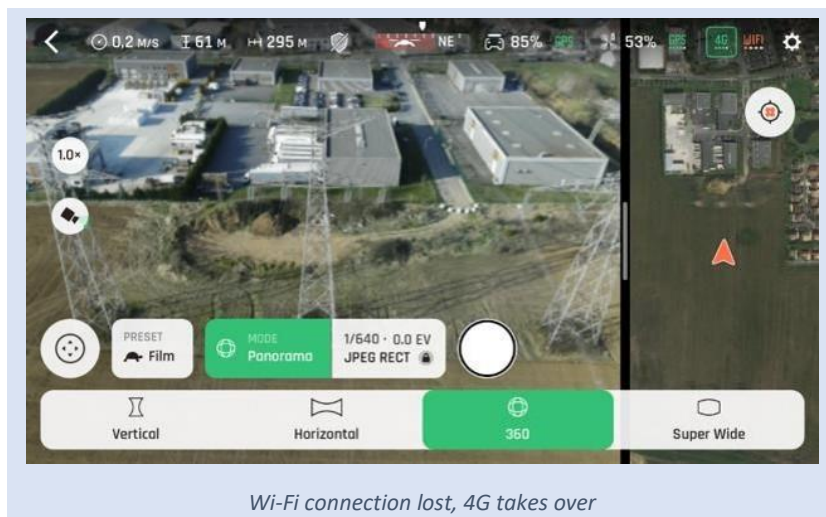 0,2 M/S 61 M 295 M NE 85% GPS 53% GPS 4G WIFI
1.0×
PRESET
Film
MODE
Panorama
1/640 · 0.0 EV
JPEG RECT
Vertical Horizontal 360 Super Wide
Wi-Fi connection lost, 4G takes over